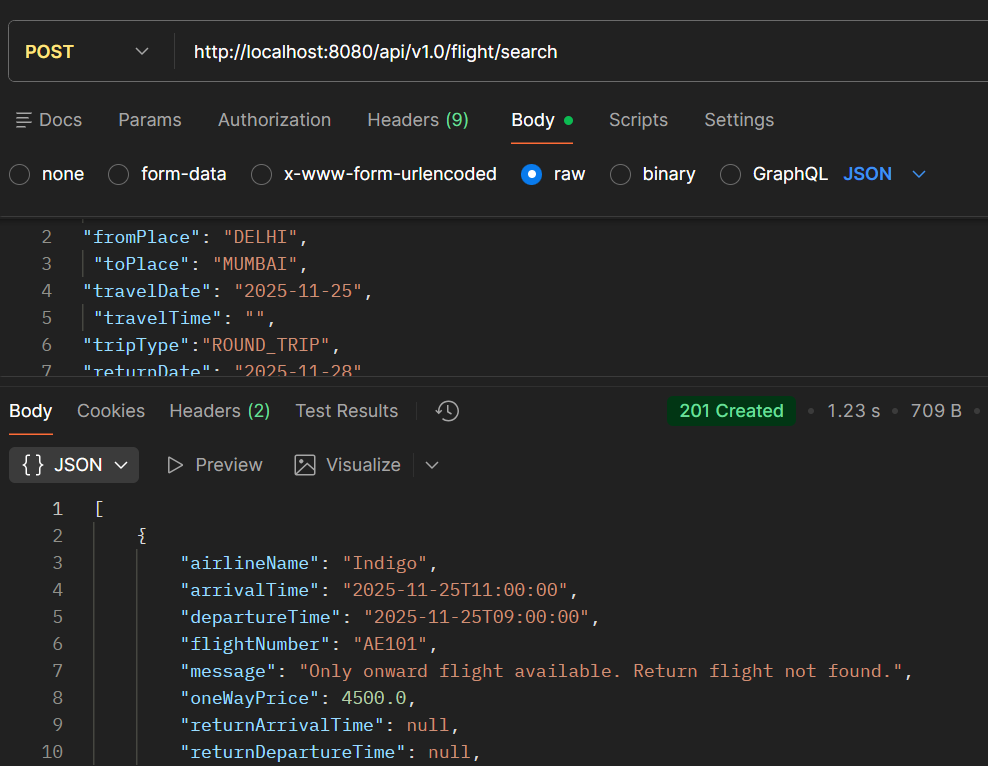 POST http://localhost:8080/api/v1.0/flight/search
Docs Params Authorization Headers (9) Body Scripts Settings
none form-data x-www-form-urlencoded raw binary GraphQL JSON
2 "fromPlace": "DELHI",
3 "toPlace": "MUMBAI",
4 "travelDate": "2025-11-25",
5 "travelTime": "",
6 "tripType":"ROUND_TRIP",
7 "returnDate": "2025-11-28"
Body Cookies Headers (2) Test Results 201 Created • 1.23 s • 709 B •
{} JSON Preview Visualize
1 [
2 {
3 "airlineName": "Indigo",
4 "arrivalTime": "2025-11-25T11:00:00",
5 "departureTime": "2025-11-25T09:00:00",
6 "flightNumber": "AE101",
7 "message": "Only onward flight available. Return flight not found.",
8 "oneWayPrice": 4500.0,
9 "returnArrivalTime": null,
10 "returnDepartureTime": null,